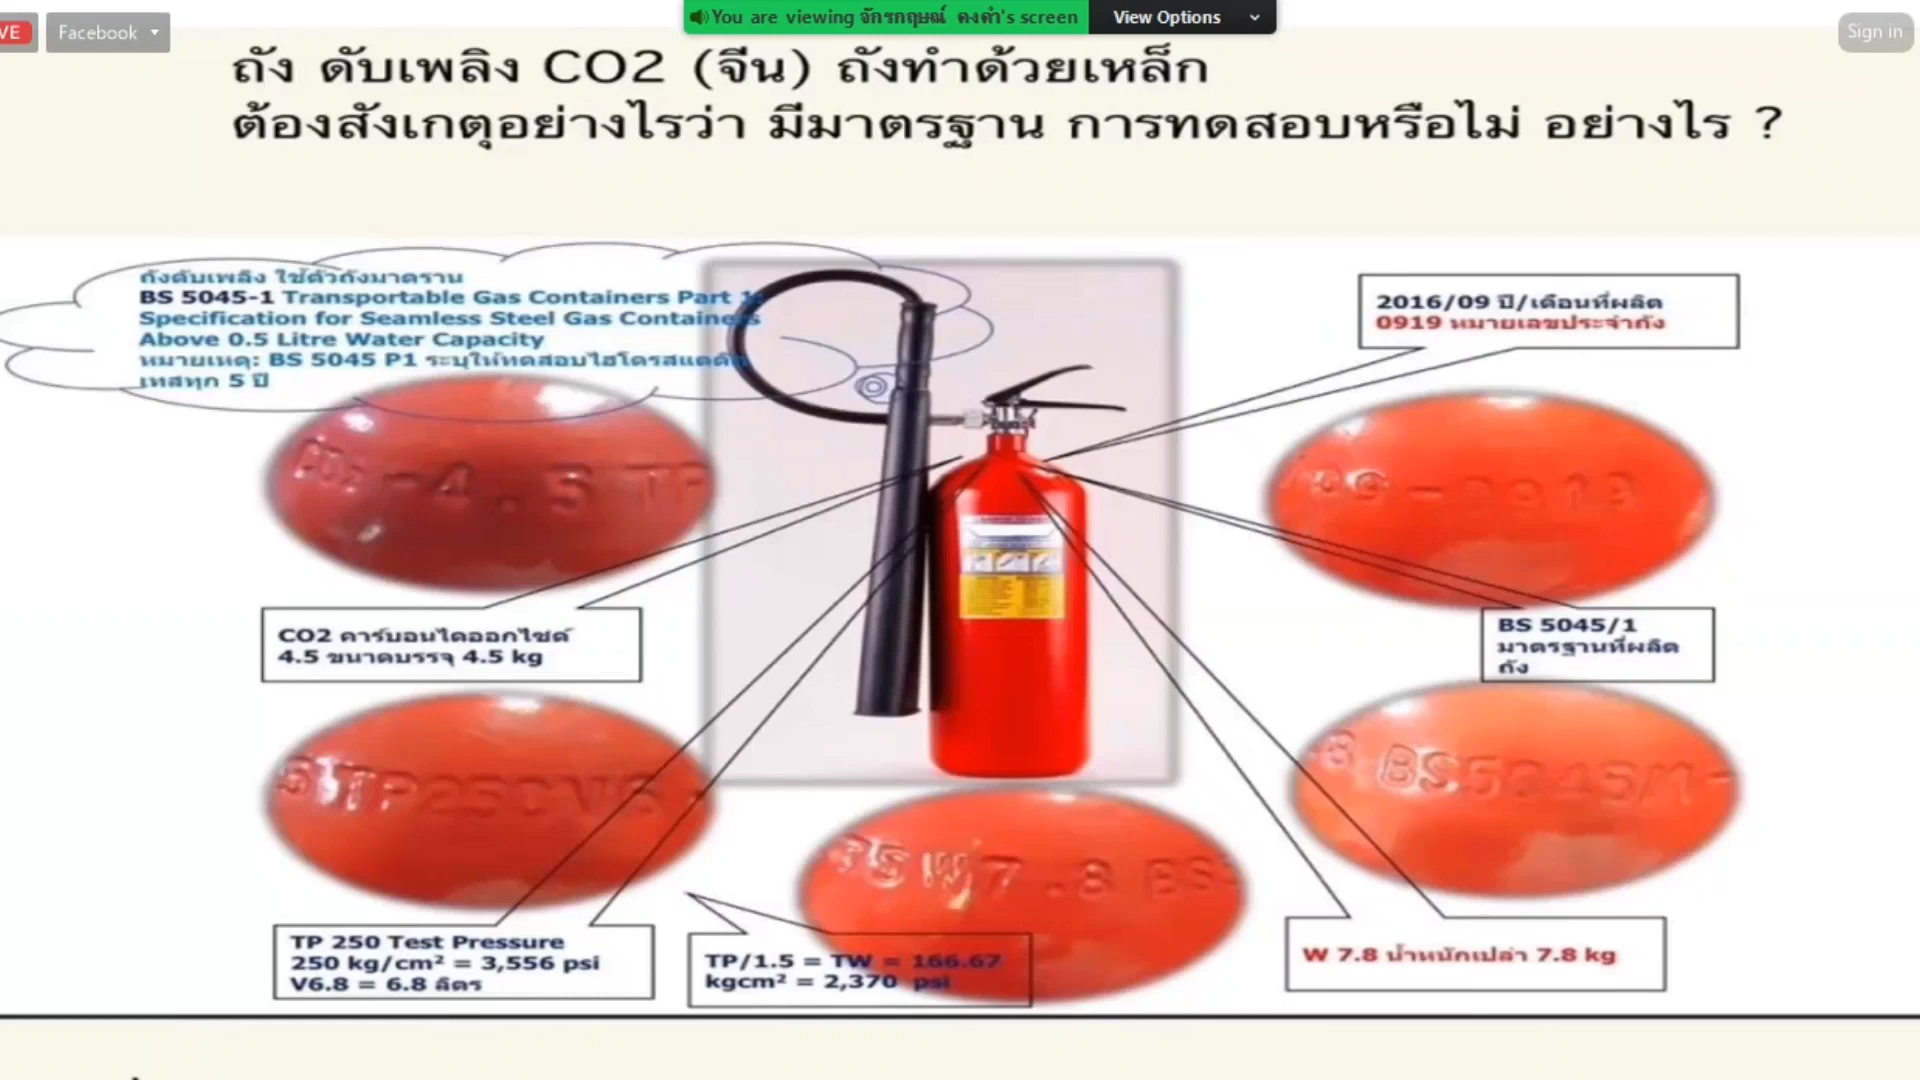 VE
Facebook
You are viewing จักรกฤษณ์ คงคำ's screen
View Options
Sign in
ถัง ดับเพลิง CO2 (จีน) ถังทำด้วยเหล็ก
ต้องสังเกตุอย่างไรว่า มีมาตรฐาน การทดสอบหรือไม่ อย่างไร ?
ถังดับเพลิง ใช้ตัวถังมาตราน
BS 5045-1 Transportable Gas Containers Part 1:
Specification for Seamless Steel Gas Containers
Above 0.5 Litre Water Capacity
หมายเหตุ: BS 5045 P1 ระบุให้ทดสอบไฮโดรสแตติก
เทสทุก 5 ปี
2016/09 ปี/เดือนที่ผลิต
0919 หมายเลขประจำถัง
CO2 - 4.5 TP
09-0919
CO2 คาร์บอนไดออกไซด์
4.5 ขนาดบรรจุ 4.5 kg
BS 5045/1
มาตรฐานที่ผลิต
ถัง
5 TP250V6
8 BS5045/1-
W7.8 BS
TP 250 Test Pressure
250 kg/cm² = 3,556 psi
V6.8 = 6.8 ลิตร
TP/1.5 = TW = 166.67
kgcm² = 2,370 psi
W 7.8 น้ำหนักเปล่า 7.8 kg